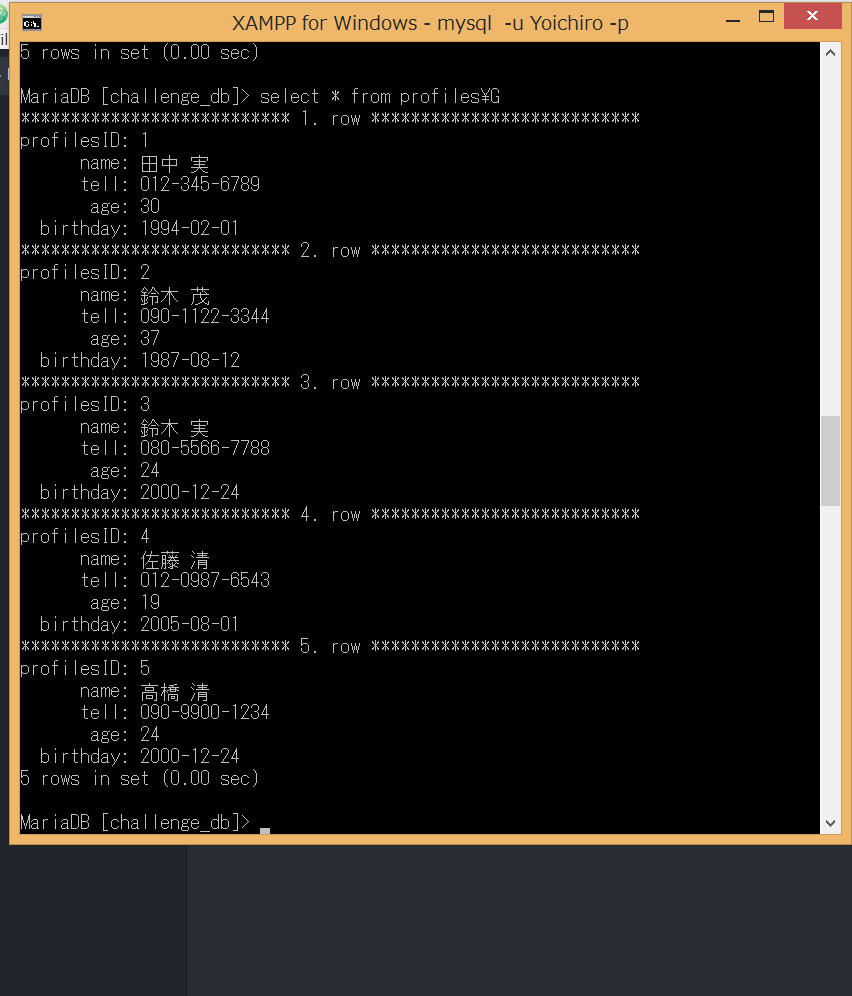 XAMPP for Windows - mysql  -u Yoichiro -p
5 rows in set (0.00 sec)
MariaDB [challenge_db]> select * from profiles¥G
*************************** 1. row ***************************
profilesID: 1
      name: 田中 実
      tell: 012-345-6789
       age: 30
  birthday: 1994-02-01
*************************** 2. row ***************************
profilesID: 2
      name: 鈴木 茂
      tell: 090-1122-3344
       age: 37
  birthday: 1987-08-12
*************************** 3. row ***************************
profilesID: 3
      name: 鈴木 実
      tell: 080-5566-7788
       age: 24
  birthday: 2000-12-24
*************************** 4. row ***************************
profilesID: 4
      name: 佐藤 清
      tell: 012-0987-6543
       age: 19
  birthday: 2005-08-01
*************************** 5. row ***************************
profilesID: 5
      name: 高橋 清
      tell: 090-9900-1234
       age: 24
  birthday: 2000-12-24
5 rows in set (0.00 sec)
MariaDB [challenge_db]>